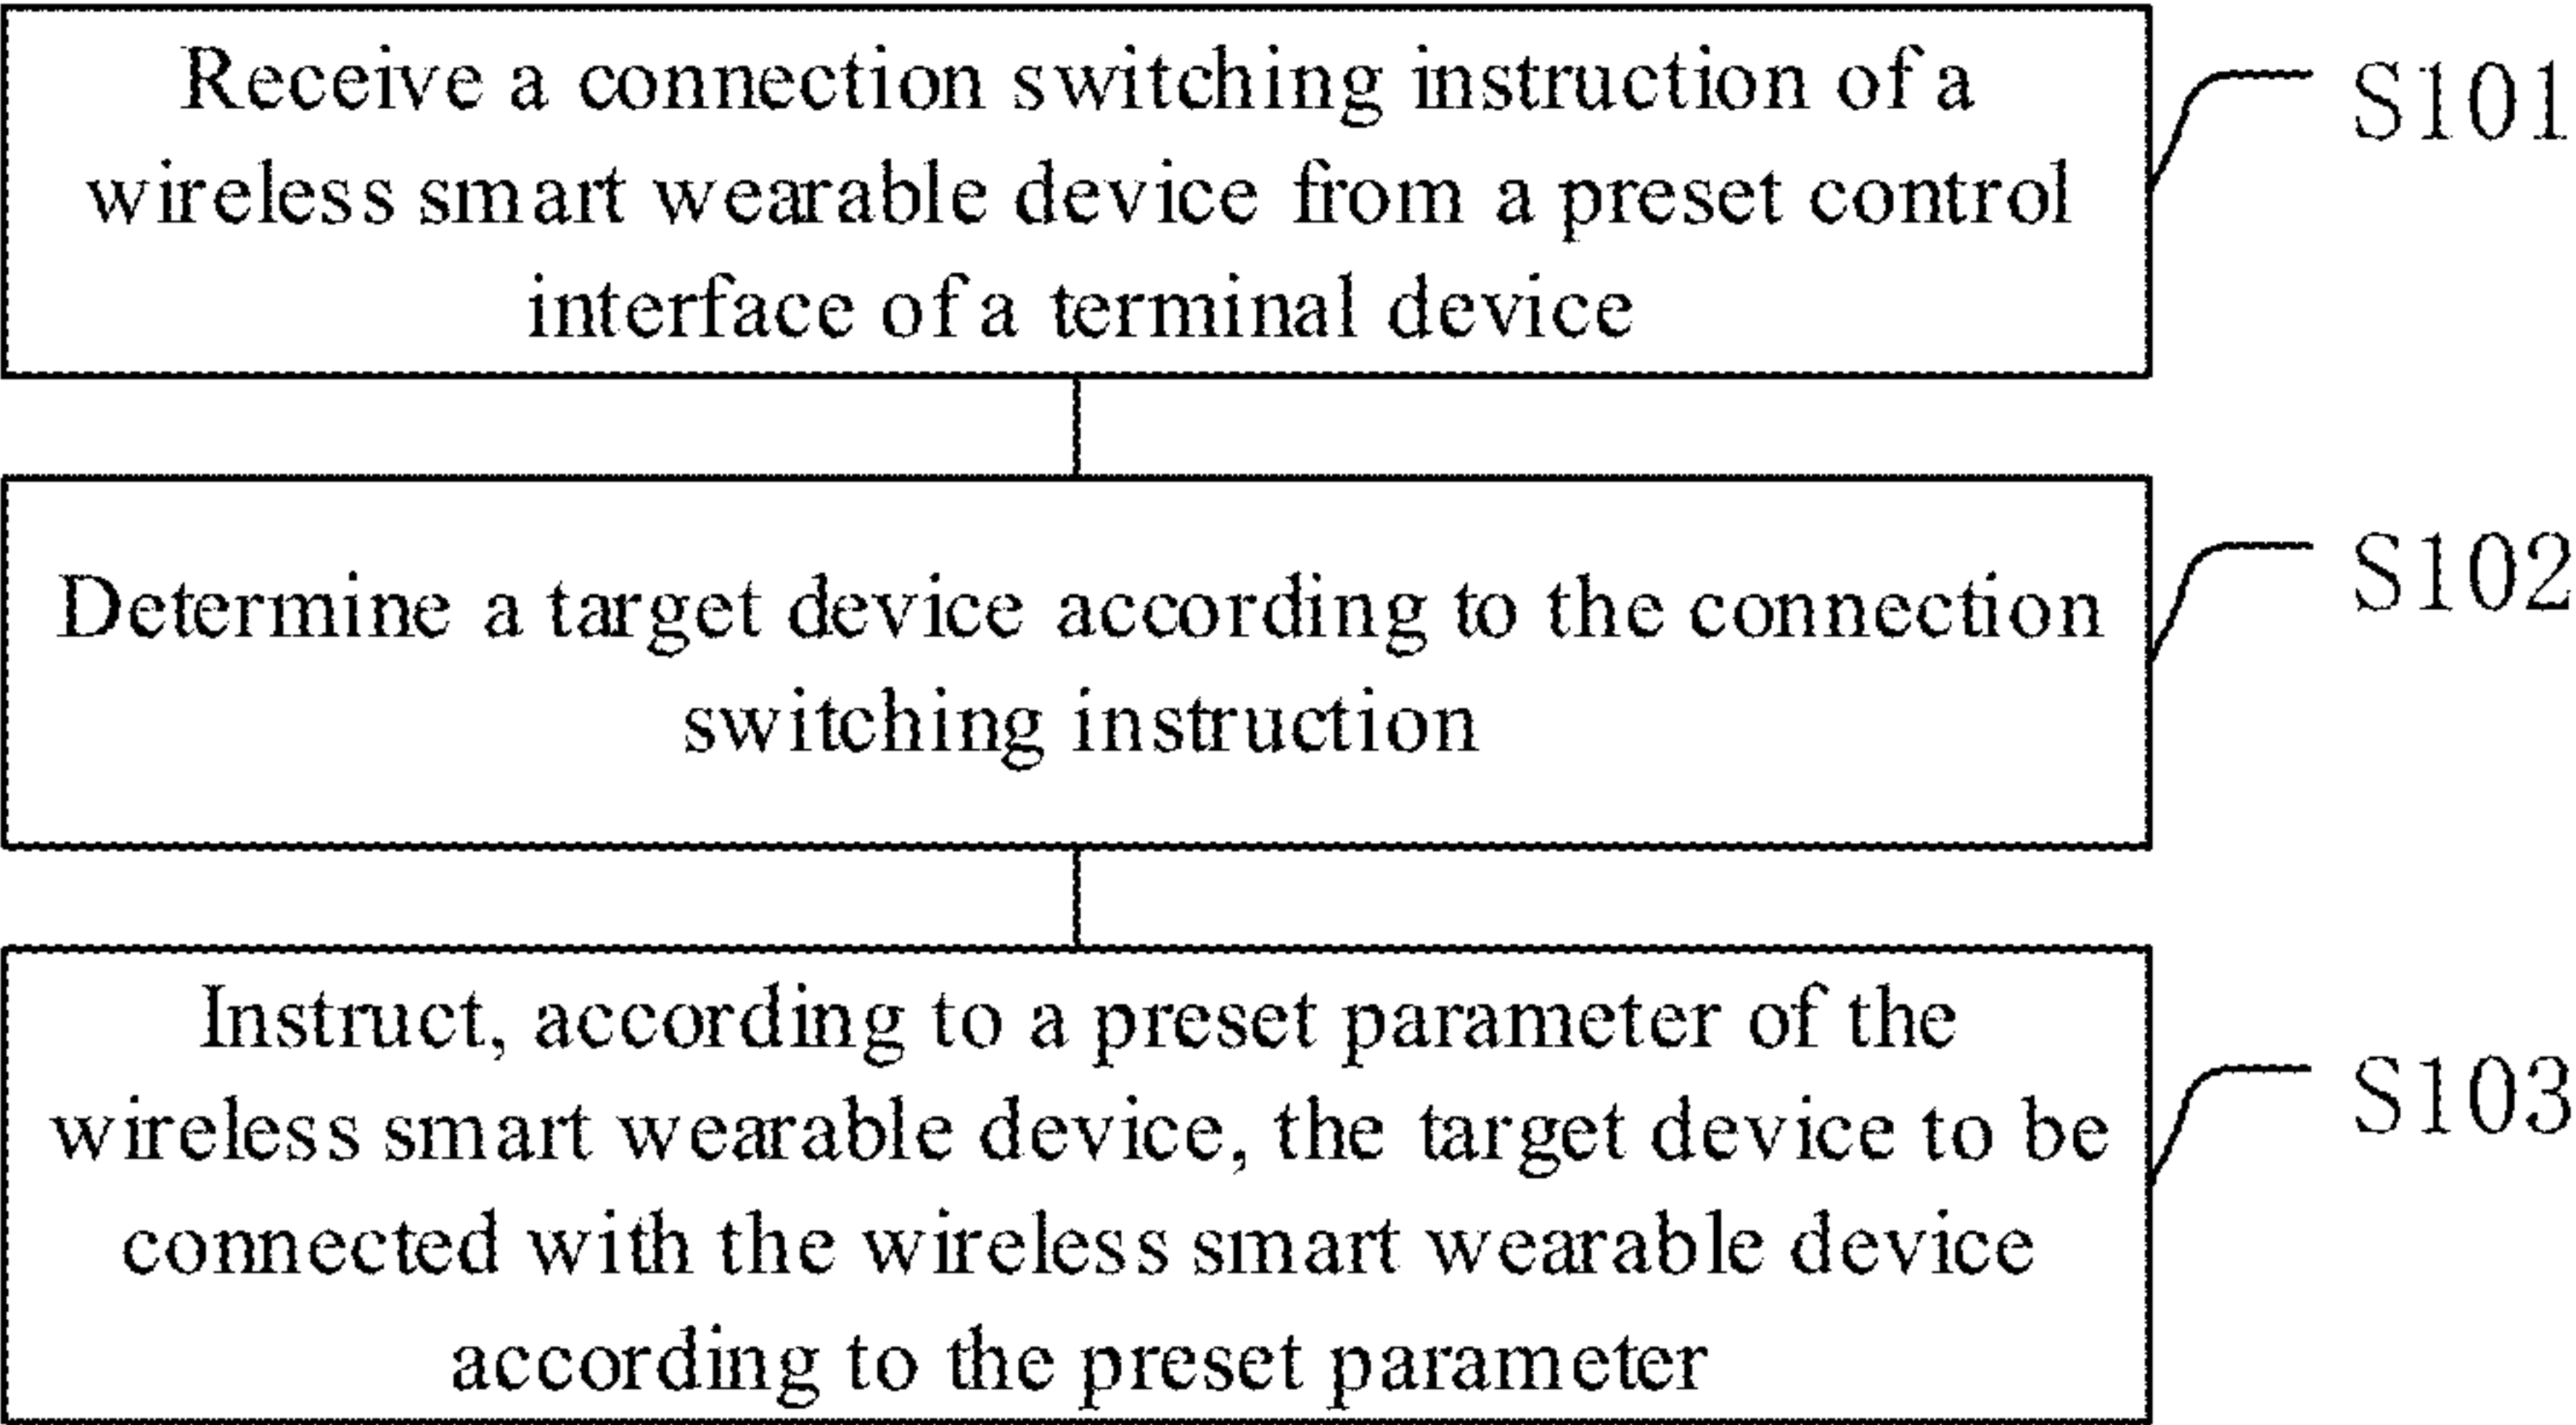 Receive a connection switching instruction of a
wireless smart wearable device from a preset control
interface of a terminal device
S101
Determine a target device according to the connection
switching instruction
S102
Instruct, according to a preset parameter of the
wireless smart wearable device, the target device to be
connected with the wireless smart wearable device
according to the preset parameter
S103